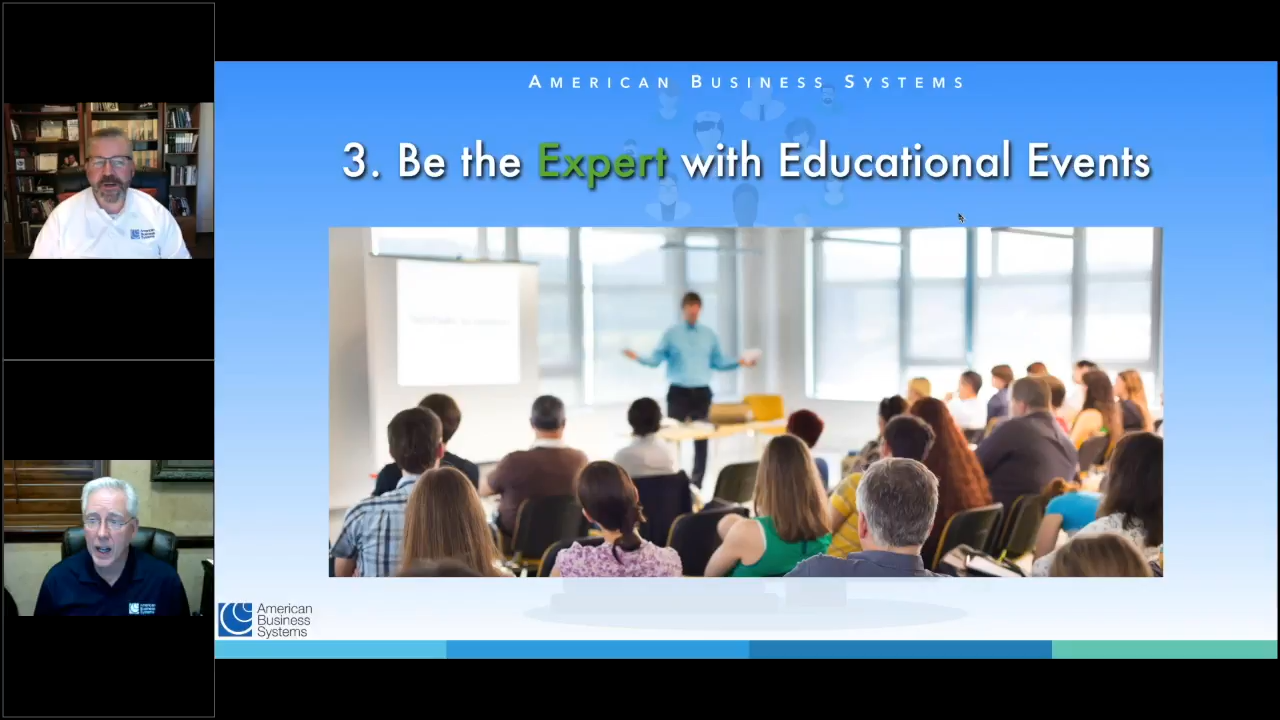 AMERICAN BUSINESS SYSTEMS
3. Be the Expert with Educational Events
American
Business
Systems